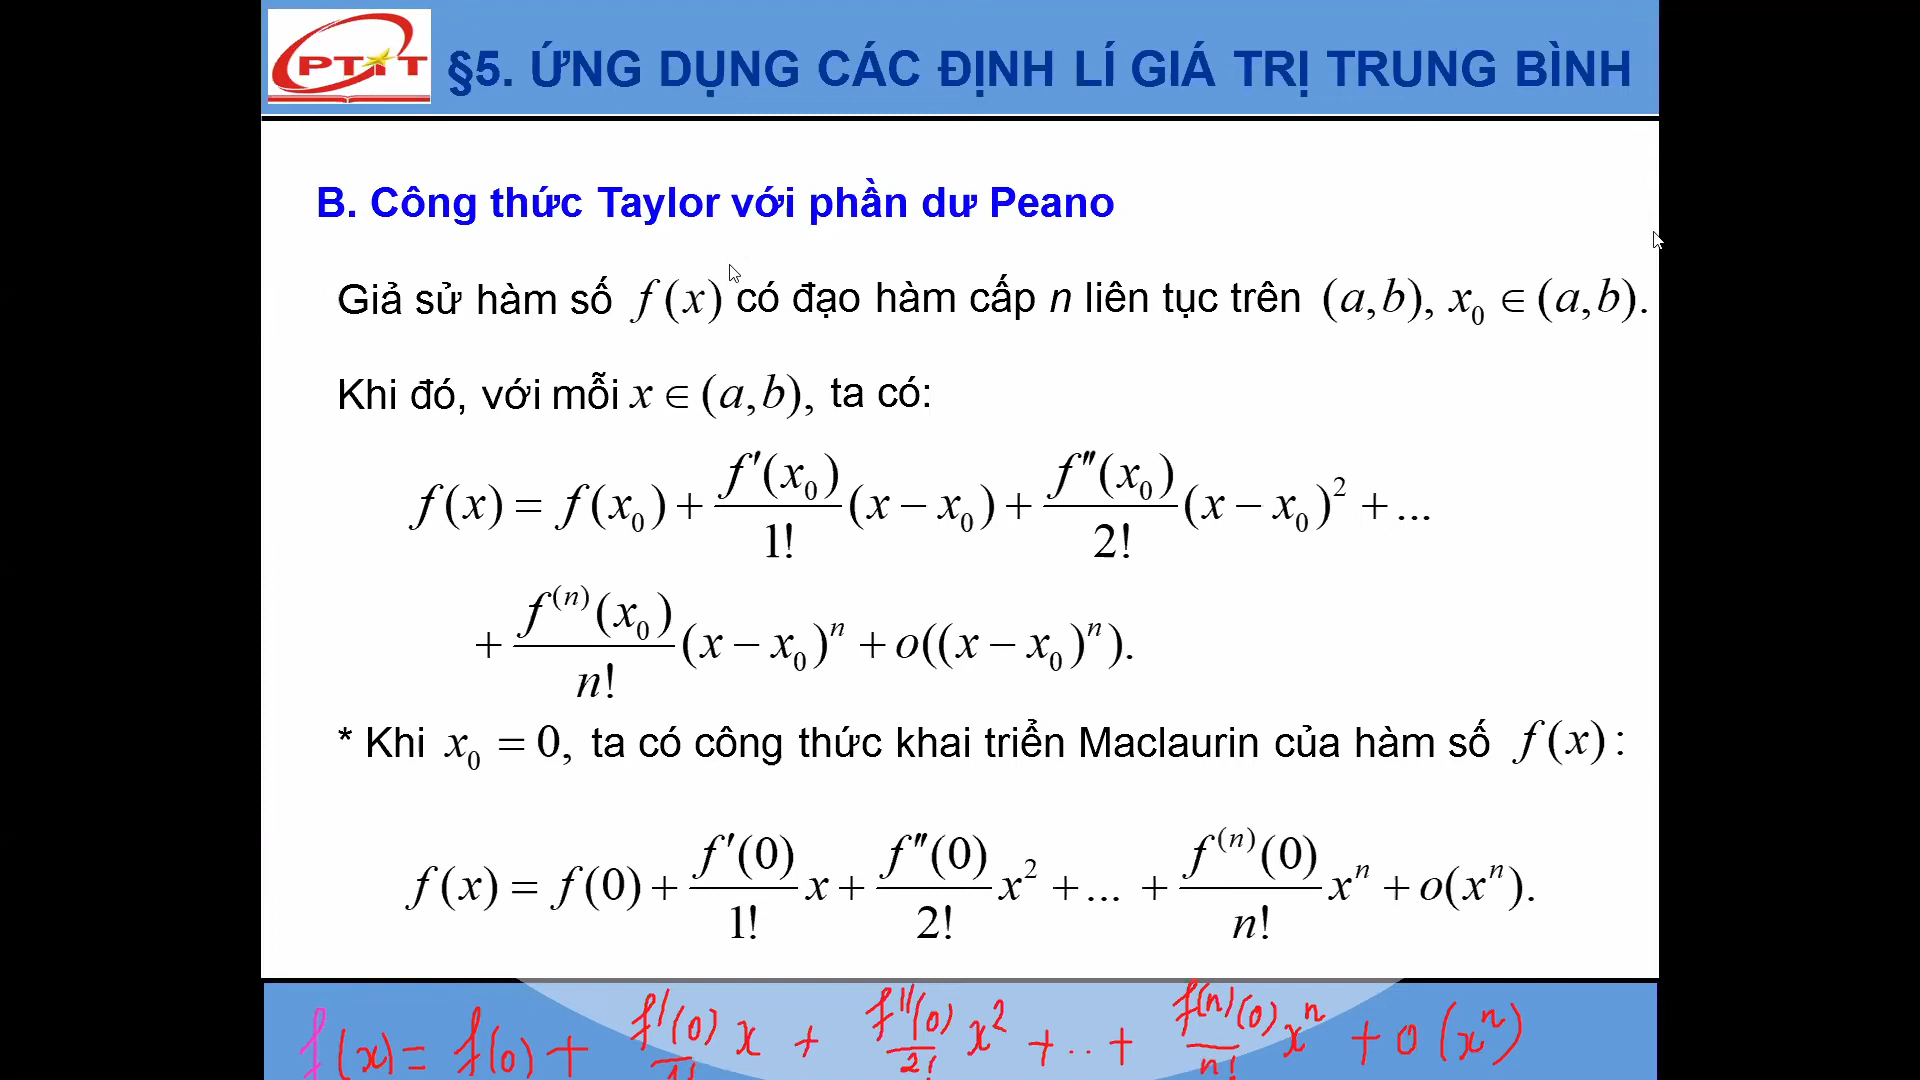 PTIT
§5. ỨNG DỤNG CÁC ĐỊNH LÍ GIÁ TRỊ TRUNG BÌNH
B. Công thức Taylor với phần dư Peano
Giả sử hàm số f(x) có đạo hàm cấp n liên tục trên (a,b), x₀ ∈ (a,b).
Khi đó, với mỗi x ∈ (a,b), ta có:
f(x) = f(x₀) + f′(x₀)/1! (x − x₀) + f″(x₀)/2! (x − x₀)² + ...
+ f⁽ⁿ⁾(x₀)/n! (x − x₀)ⁿ + o((x − x₀)ⁿ).
* Khi x₀ = 0, ta có công thức khai triển Maclaurin của hàm số f(x):
f(x) = f(0) + f′(0)/1! x + f″(0)/2! x² + ... + f⁽ⁿ⁾(0)/n! xⁿ + o(xⁿ).
f(x) = f(0) + f′(0)/1! x + f″(0)/2! x² + .. + f⁽ⁿ⁾(0)/n! xⁿ + o(xⁿ)